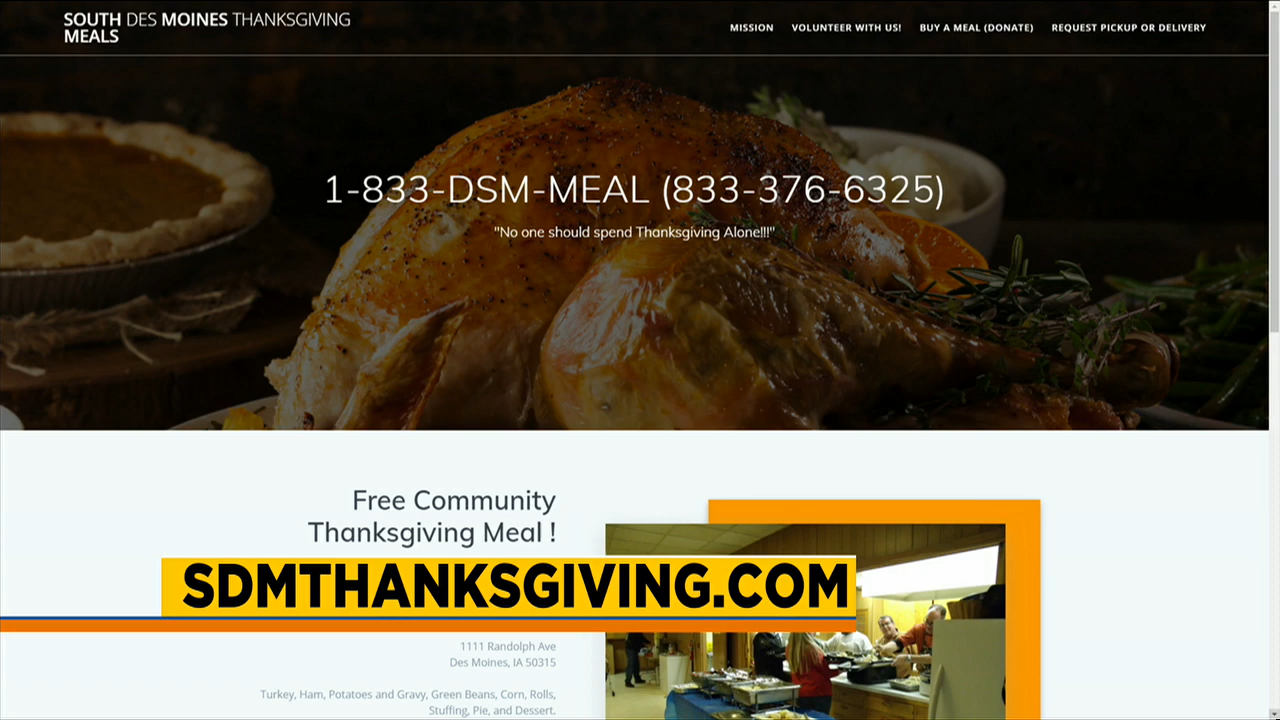 SOUTH DES MOINES THANKSGIVING
MEALS
MISSION VOLUNTEER WITH US! BUY A MEAL (DONATE) REQUEST PICKUP OR DELIVERY
1-833-DSM-MEAL (833-376-6325)
"No one should spend Thanksgiving Alone!!!"
Free Community
Thanksgiving Meal !
SDMTHANKSGIVING.COM
1111 Randolph Ave
Des Moines, IA 50315
Turkey, Ham, Potatoes and Gravy, Green Beans, Corn, Rolls,
Stuffing, Pie, and Dessert.